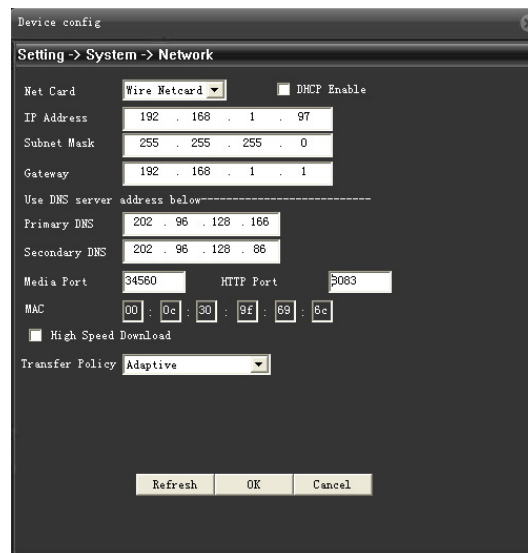 Device config
Setting -> System -> Network
Net Card Wire Netcard DHCP Enable
IP Address 192 . 168 . 1 . 97
Subnet Mask 255 . 255 . 255 . 0
Gateway 192 . 168 . 1 . 1
Use DNS server address below----------------------------
Primary DNS 202 . 96 . 128 . 166
Secondary DNS 202 . 96 . 128 . 86
Media Port 34560 HTTP Port 8083
MAC 00 : 0c : 30 : 9f : 69 : 6c
High Speed Download
Transfer Policy Adaptive
Refresh OK Cancel